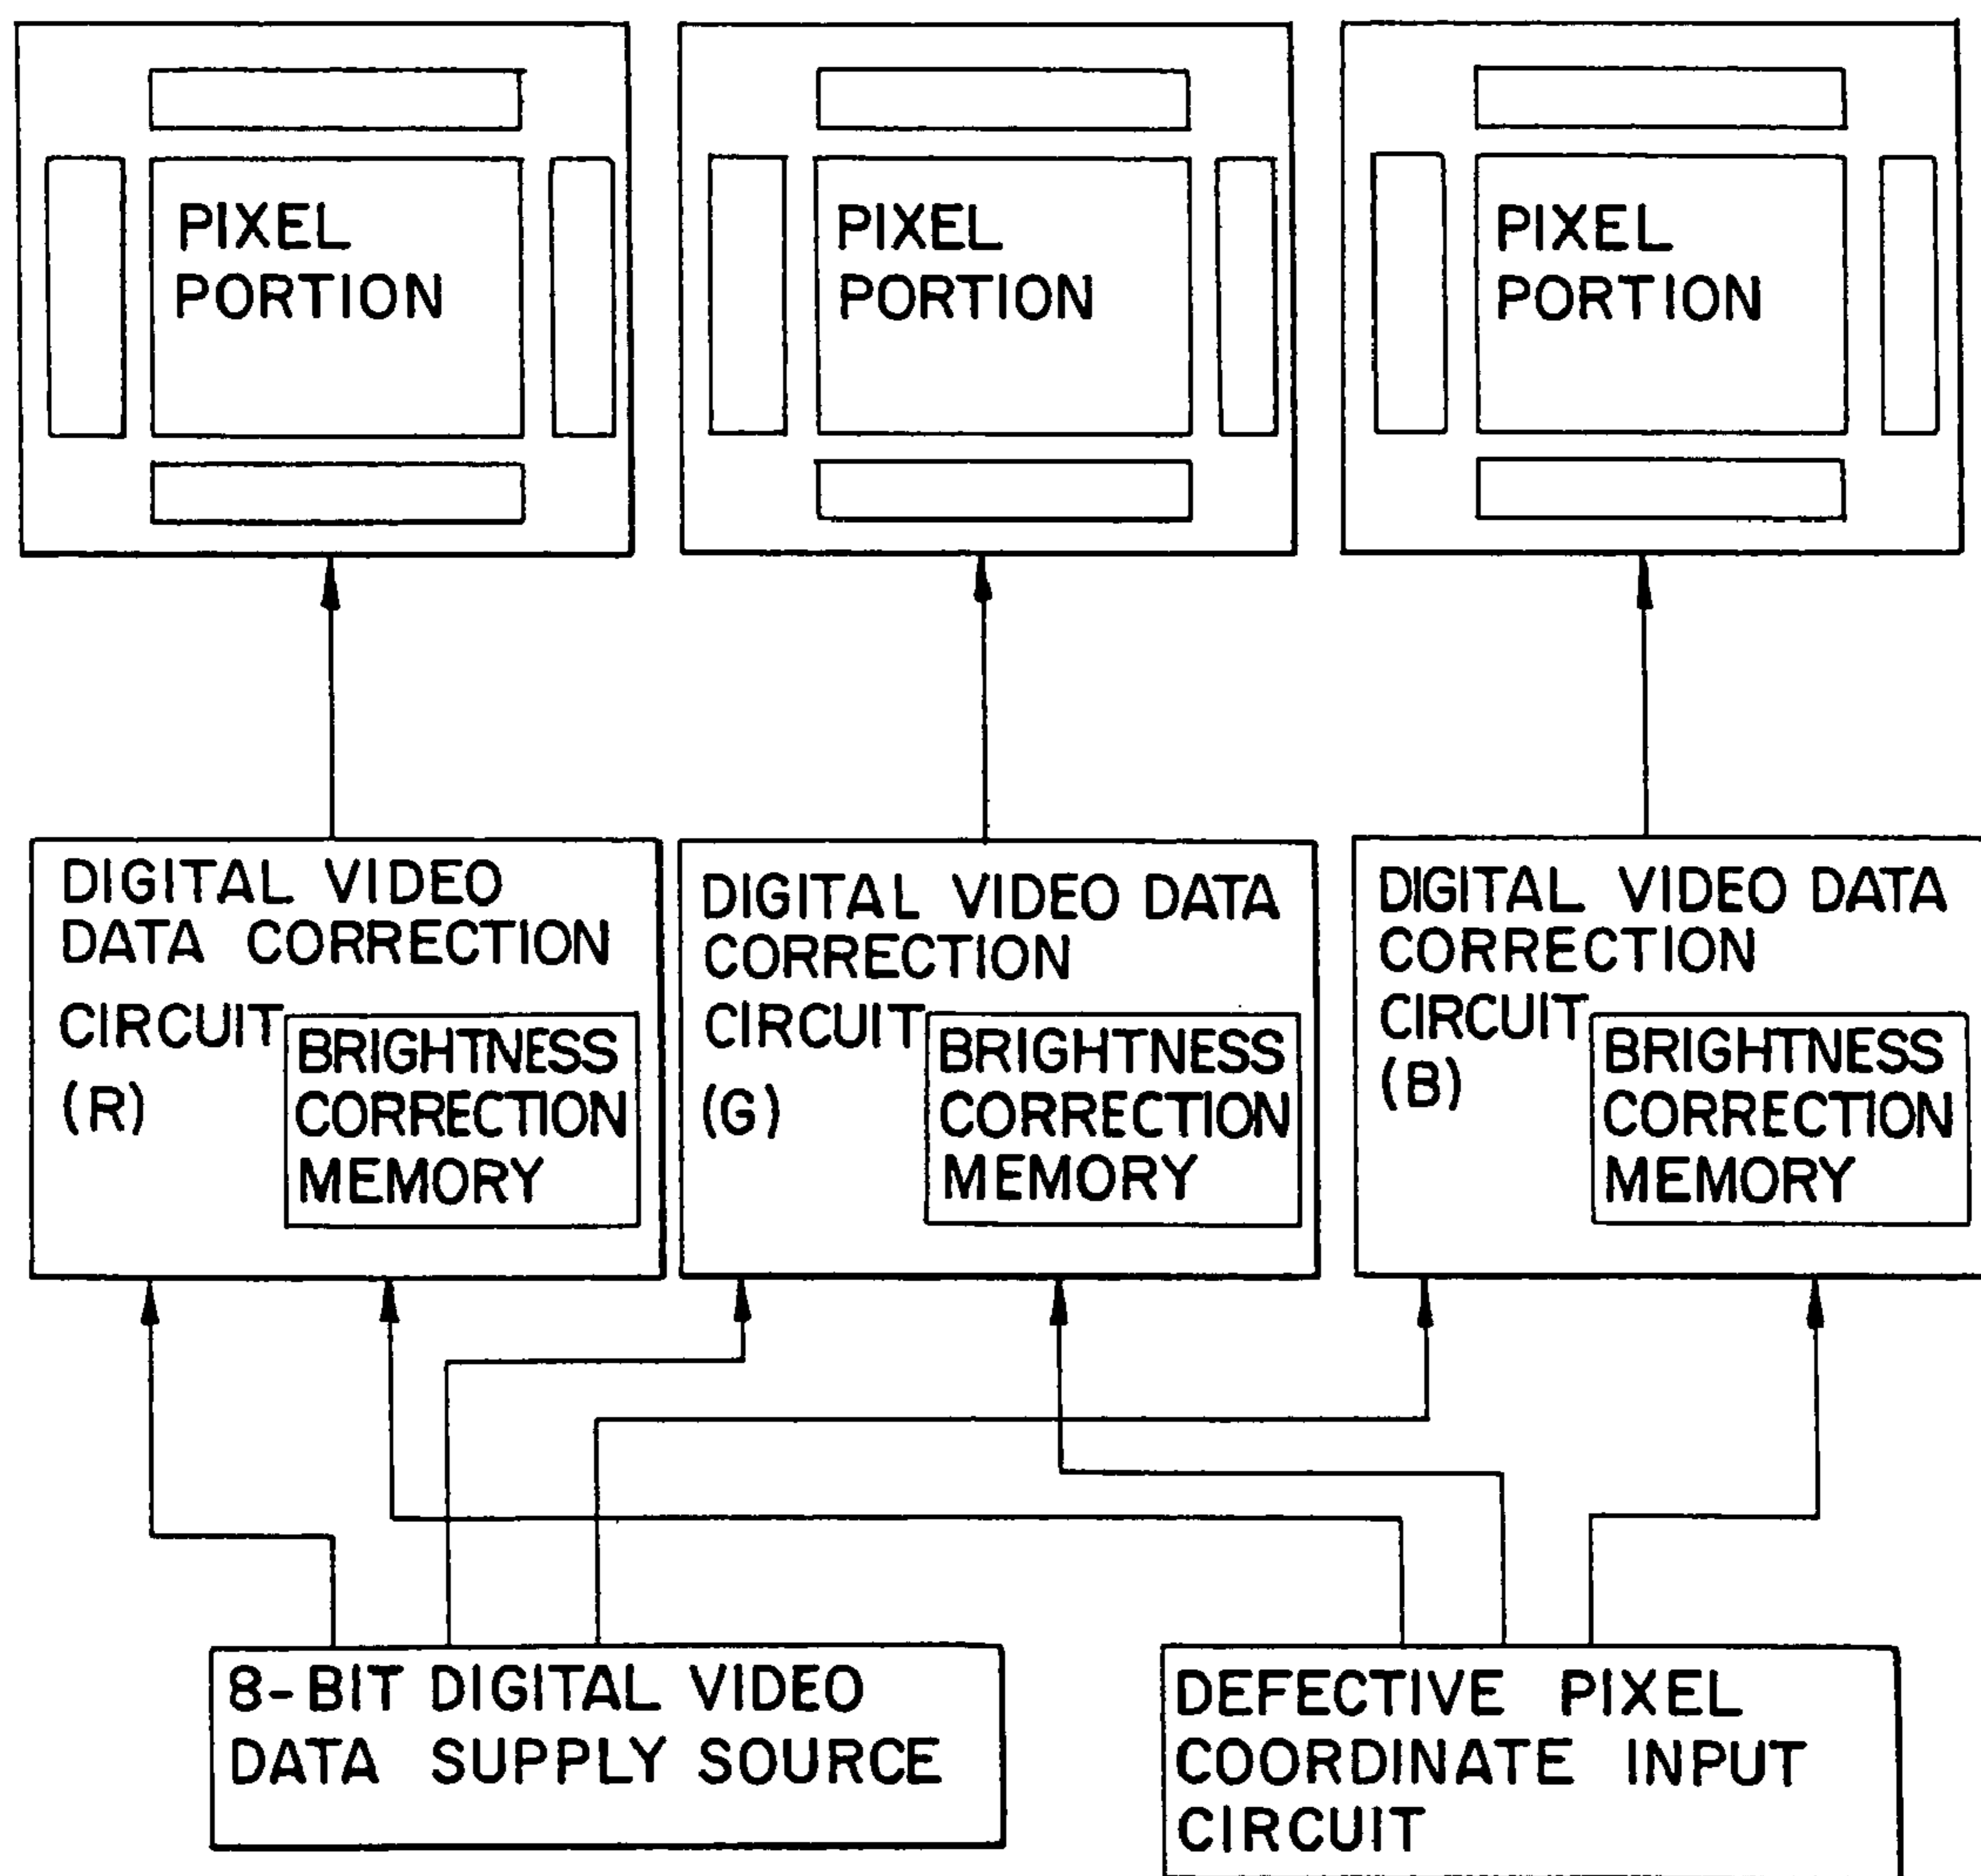 PIXEL
PORTION
PIXEL
PORTION
PIXEL
PORTION
DIGITAL VIDEO
DATA CORRECTION
CIRCUIT
(R)
BRIGHTNESS
CORRECTION
MEMORY
DIGITAL VIDEO DATA
CORRECTION
CIRCUIT
(G)
BRIGHTNESS
CORRECTION
MEMORY
DIGITAL VIDEO DATA
CORRECTION
CIRCUIT
(B)
BRIGHTNESS
CORRECTION
MEMORY
8-BIT DIGITAL VIDEO
DATA SUPPLY SOURCE
DEFECTIVE PIXEL
COORDINATE INPUT
CIRCUIT